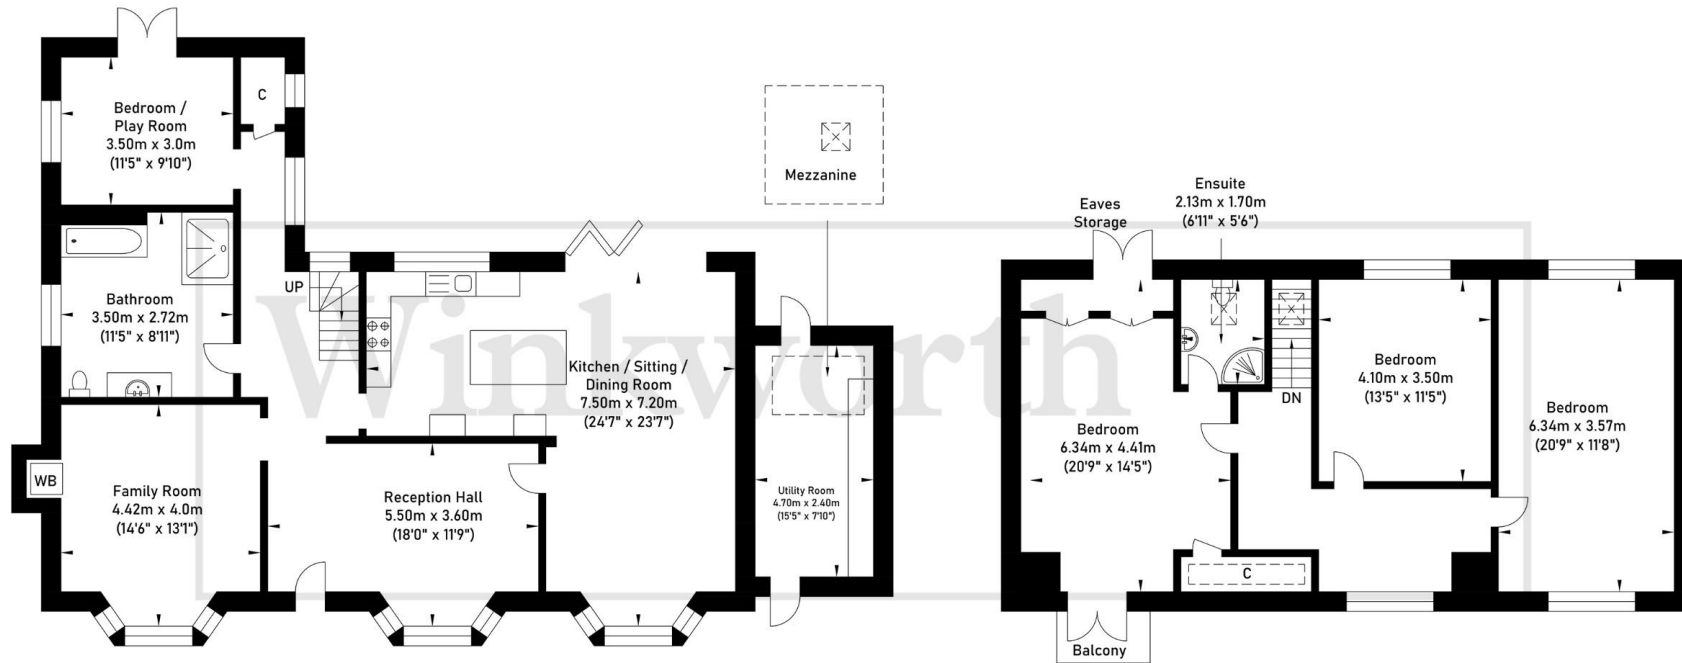 Bedroom /
Play Room
3.50m x 3.0m
(11'5" x 9'10")
C
Bathroom
3.50m x 2.72m
(11'5" x 8'11")
UP
Kitchen / Sitting /
Dining Room
7.50m x 7.20m
(24'7" x 23'7")
WB
Family Room
4.42m x 4.0m
(14'6" x 13'1")
Reception Hall
5.50m x 3.60m
(18'0" x 11'9")
Mezzanine
Utility Room
4.70m x 2.40m
(15'5" x 7'10")
Eaves
Storage
Ensuite
2.13m x 1.70m
(6'11" x 5'6")
Bedroom
6.34m x 4.41m
(20'9" x 14'5")
DN
Bedroom
4.10m x 3.50m
(13'5" x 11'5")
Bedroom
6.34m x 3.57m
(20'9" x 11'8")
C
Balcony
Winkworth